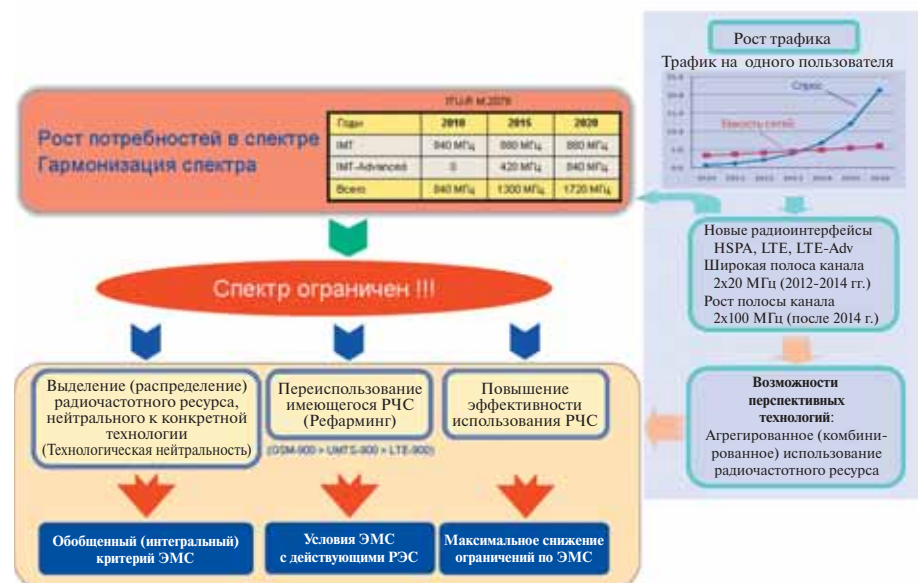 Рост потребностей в спектре
Гармонизация спектра
ITU-R M.2078
Годы 2010 2015 2020
IMT 840 МГц 880 МГц 880 МГц
IMT-Advanced 0 420 МГц 840 МГц
Всего 840 МГц 1300 МГц 1720 МГц
Рост трафика
Трафик на одного пользователя
Спрос
Емкость сетей
Спектр ограничен !!!
Новые радиоинтерфейсы
HSPA, LTE, LTE-Adv
Широкая полоса канала
2x20 МГц (2012-2014 гг.)
Рост полосы канала
2x100 МГц (после 2014 г.)
Выделение (распределение)
радиочастотного ресурса,
нейтрального к конкретной
технологии
(Технологическая нейтральность)
Переиспользование
имеющегося РЧС
(Рефарминг)
(GSM-900 > UMTS-900 > LTE-900)
Повышение
эффективности
использования РЧС
Возможности
перспективных
технологий:
Агрегированное (комбини-
рованное) использование
радиочастотного ресурса
Обобщенный (интегральный)
критерий ЭМС
Условия ЭМС
с действующими РЭС
Максимальное снижение
ограничений по ЭМС